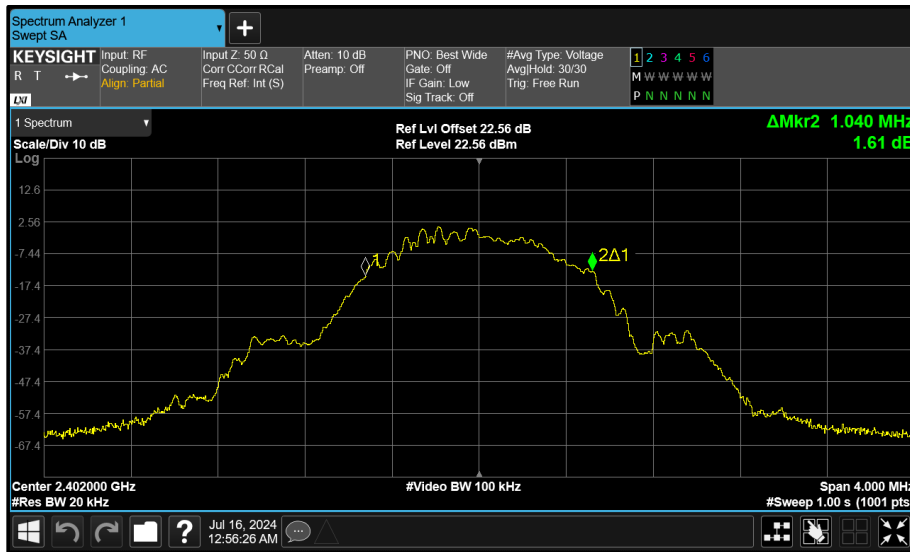 Spectrum Analyzer 1
Swept SA
KEYSIGHT
R T
LXI
Input: RF
Coupling: AC
Align: Partial
Input Z: 50 Ω
Corr CCorr RCal
Freq Ref: Int (S)
Atten: 10 dB
Preamp: Off
PNO: Best Wide
Gate: Off
IF Gain: Low
Sig Track: Off
#Avg Type: Voltage
Avg|Hold: 30/30
Trig: Free Run
1 2 3 4 5 6
M W W W W W
P N N N N N
1 Spectrum
Scale/Div 10 dB
Ref Lvl Offset 22.56 dB
Ref Level 22.56 dBm
ΔMkr2 1.040 MHz
1.61 dB
Log
12.6
2.56
-7.44
-17.4
-27.4
-37.4
-47.4
-57.4
-67.4
1
2Δ1
Center 2.402000 GHz
#Video BW 100 kHz
Span 4.000 MHz
#Res BW 20 kHz
#Sweep 1.00 s (1001 pts
?
Jul 16, 2024
12:56:26 AM